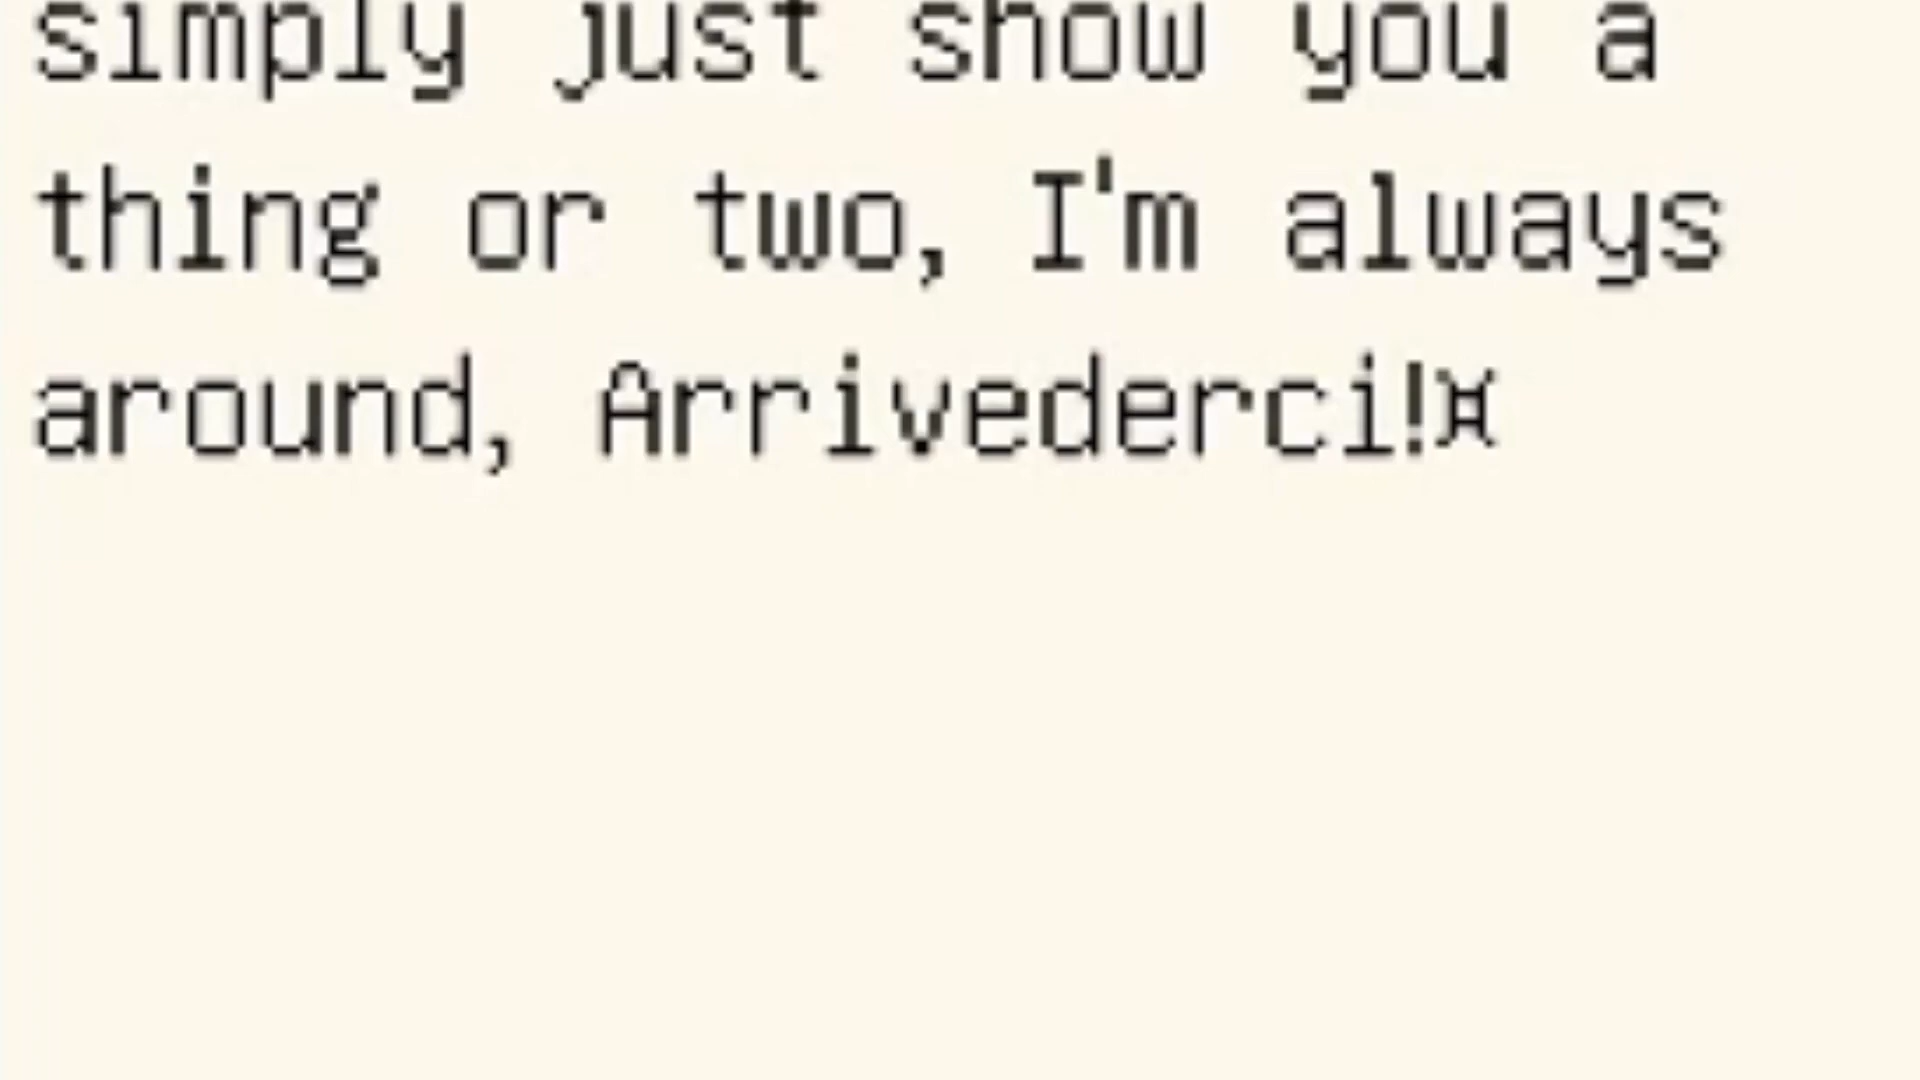 simply just show you a
thing or two, I'm always
around, Arrivederci!¤